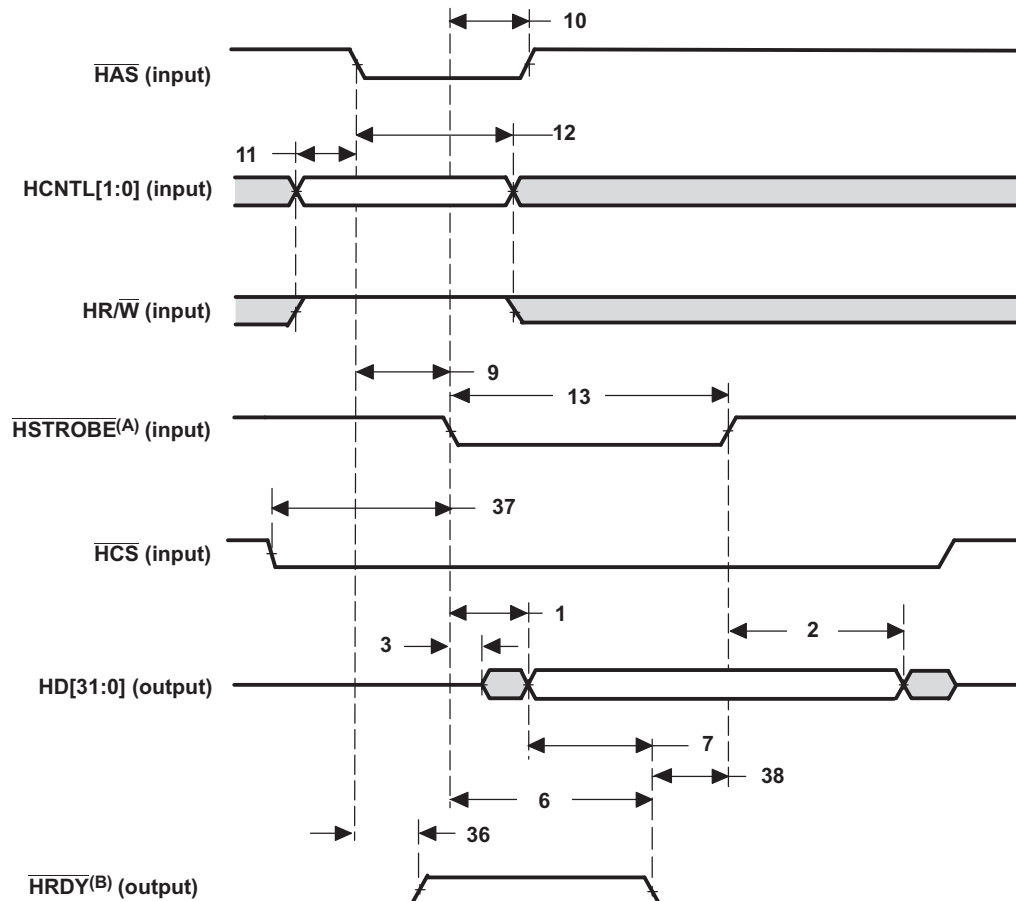 10
HAS (input)
12
11
HCNTL[1:0] (input)
HR/W (input)
9
13
HSTROBE(A) (input)
37
HCS (input)
1
2
3
HD[31:0] (output)
7
38
6
36
HRDY(B) (output)